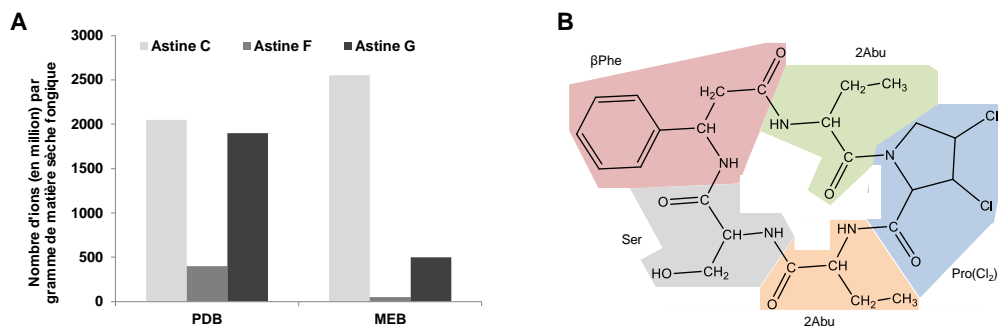 A
Nombre d'ions (en million) par
gramme de matière sèche fongique
Astine C Astine F Astine G
3000
2500
2000
1500
1000
500
0
PDB MEB
B
βPhe
2Abu
O
C
CH₂
CH₂
CH₃
HN
CH
CH
C
O
N
Cl
Cl
NH
O
C
Ser
CH
NH
HN
C
O
HO
CH₂
C
O
CH
CH₂
CH₃
Pro(Cl₂)
2Abu